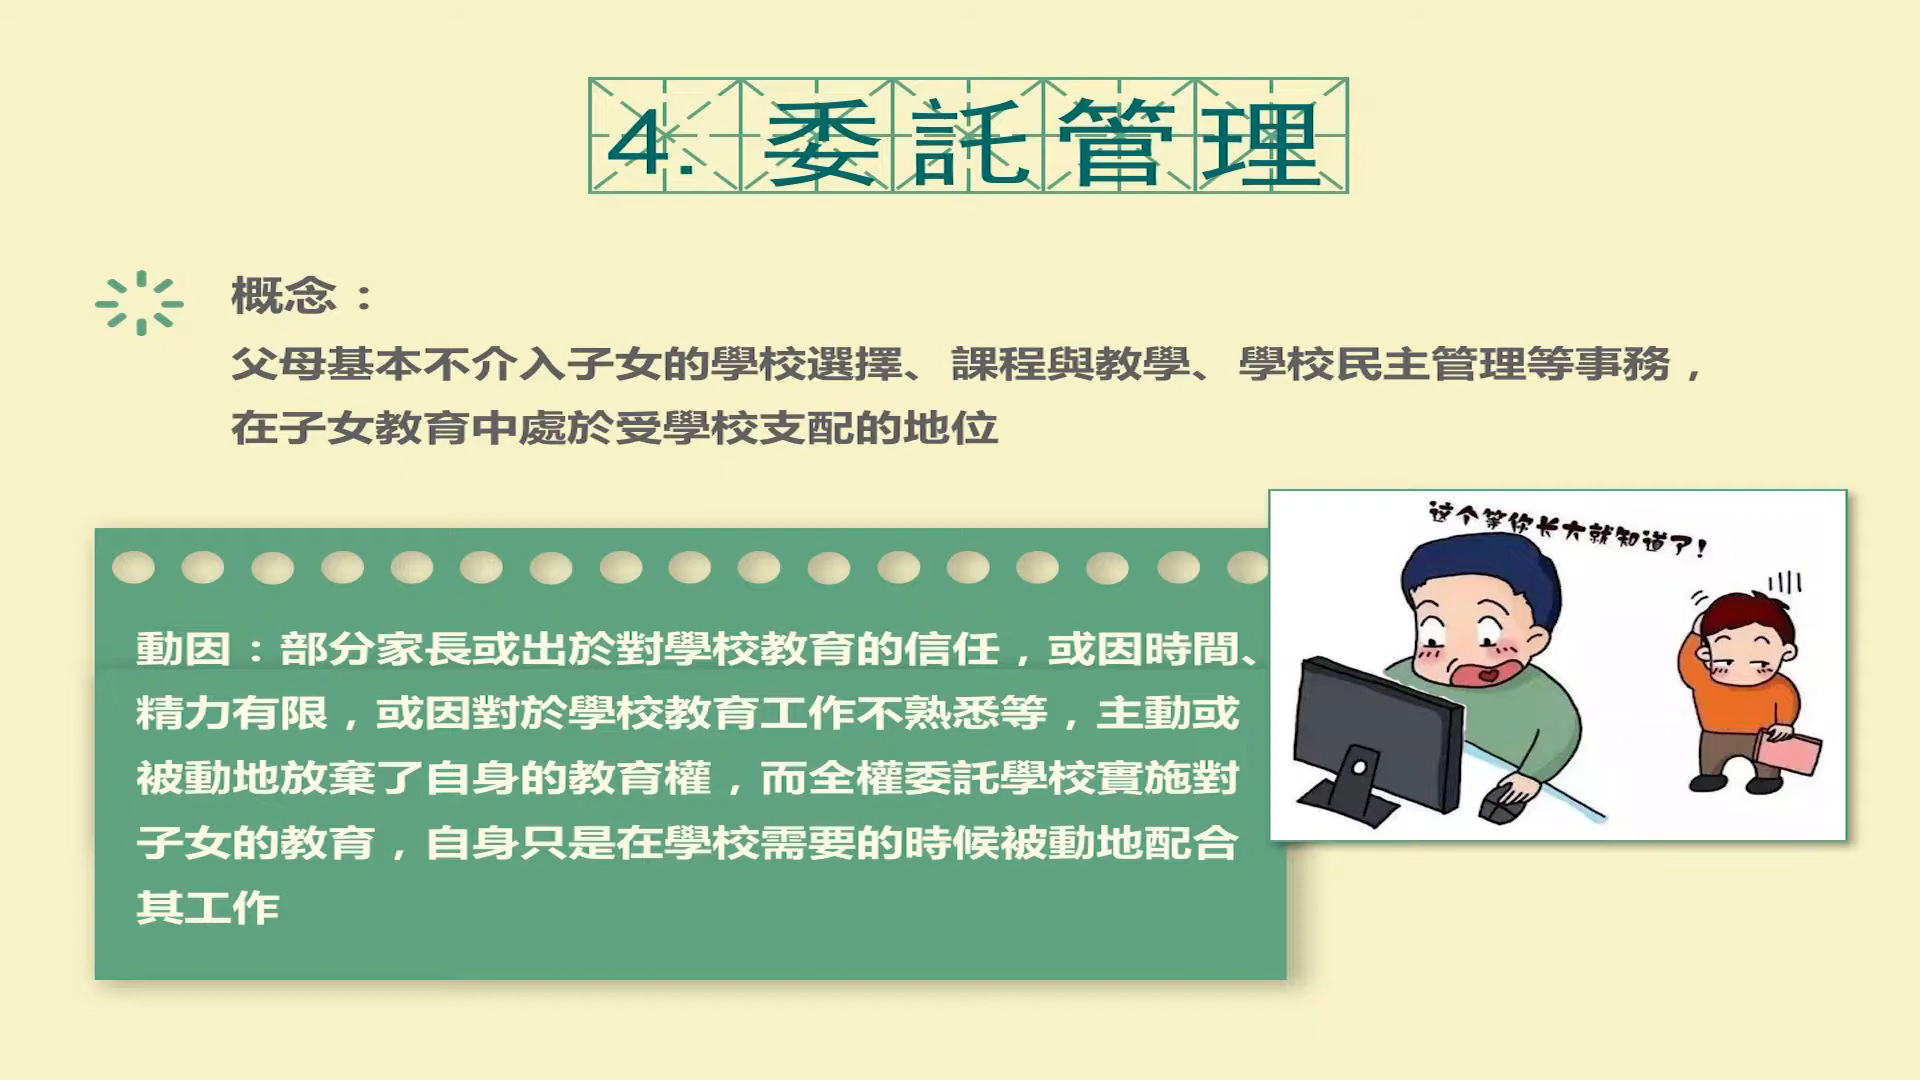 4. 委託管理
概念：
父母基本不介入子女的學校選擇、課程與教學、學校民主管理等事務，
在子女教育中處於受學校支配的地位
这个等你长大就知道了!
動因：部分家長或出於對學校教育的信任，或因時間、
精力有限，或因對於學校教育工作不熟悉等，主動或
被動地放棄了自身的教育權，而全權委託學校實施對
子女的教育，自身只是在學校需要的時候被動地配合
其工作